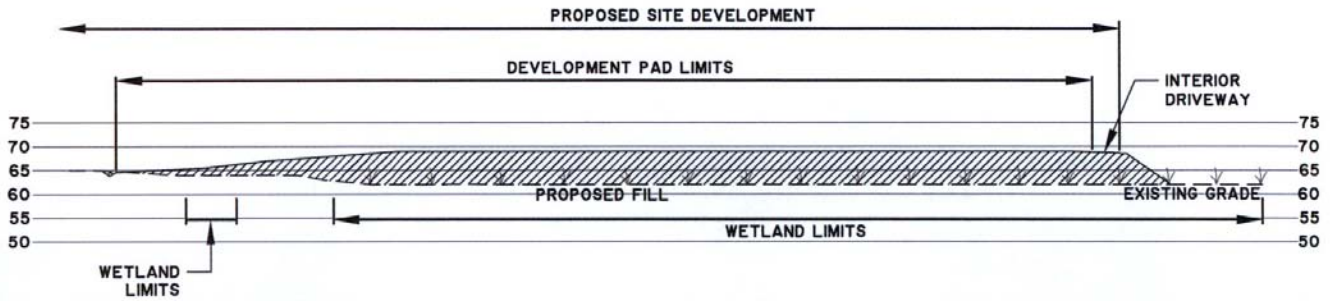 PROPOSED SITE DEVELOPMENT
DEVELOPMENT PAD LIMITS
INTERIOR
DRIVEWAY
75 75
70 70
65 65
60 PROPOSED FILL EXISTING GRADE 60
55 55
WETLAND LIMITS
50 50
WETLAND
LIMITS